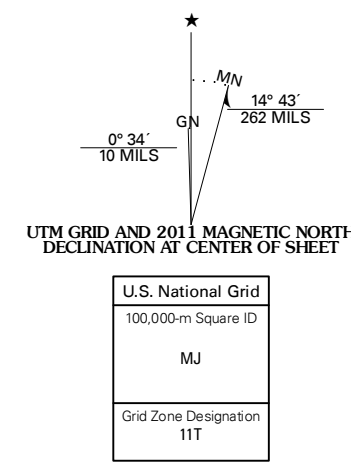 MN
GN
14° 43´
262 MILS
0° 34´
10 MILS
UTM GRID AND 2011 MAGNETIC NORTH
DECLINATION AT CENTER OF SHEET
U.S. National Grid
100,000-m Square ID
MJ
Grid Zone Designation
11T